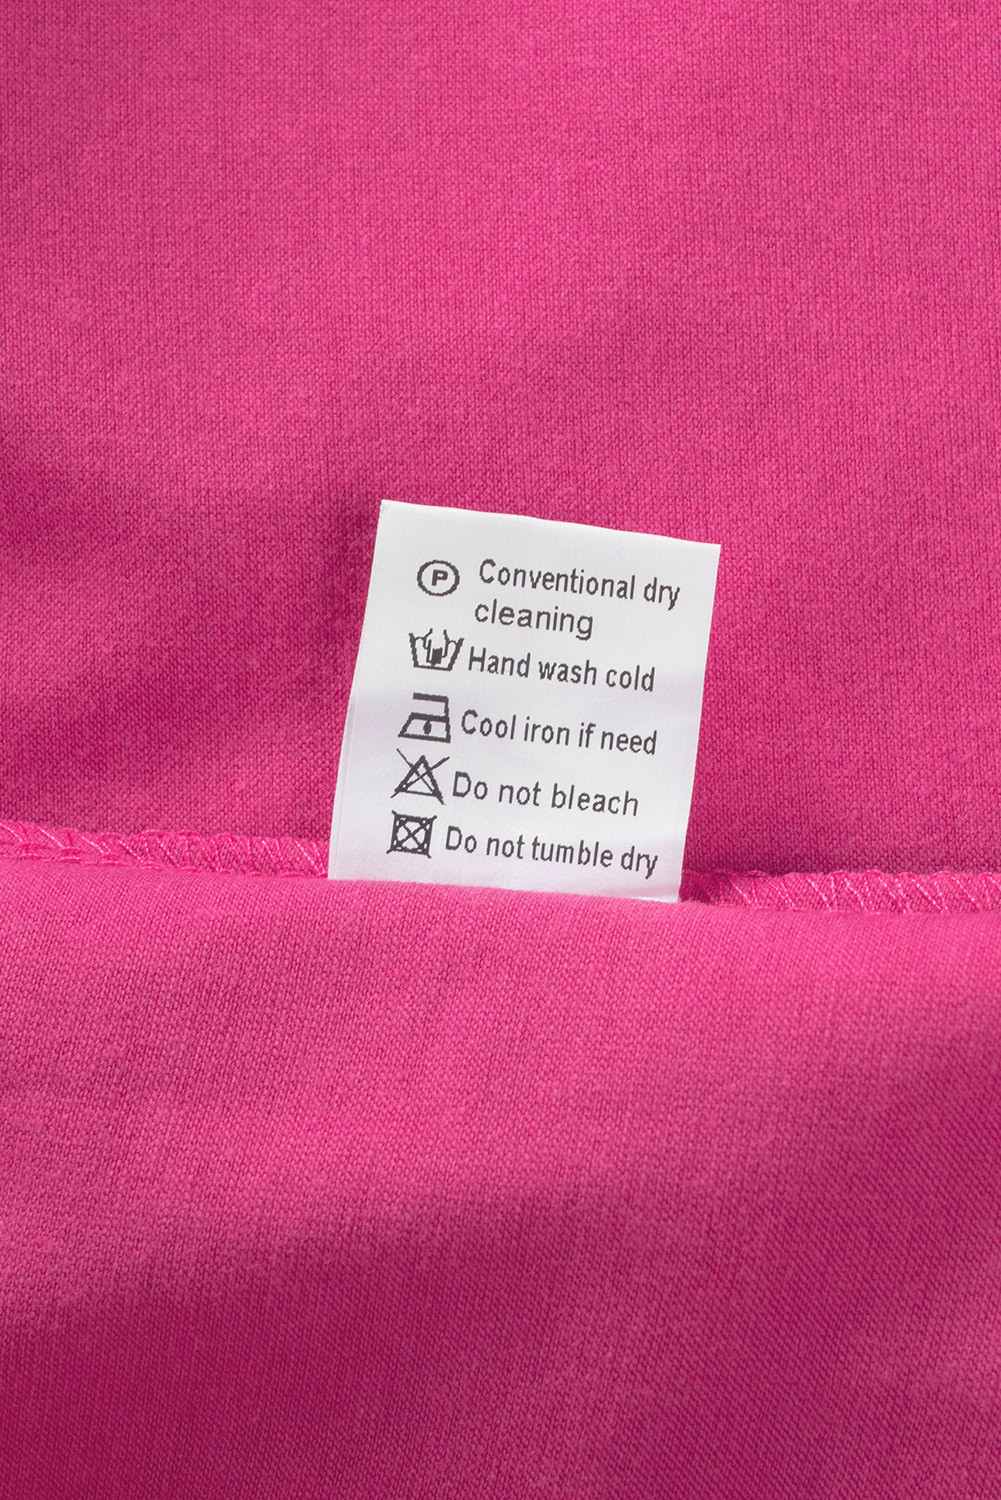 P Conventional dry
cleaning
Hand wash cold
Cool iron if need
Do not bleach
Do not tumble dry